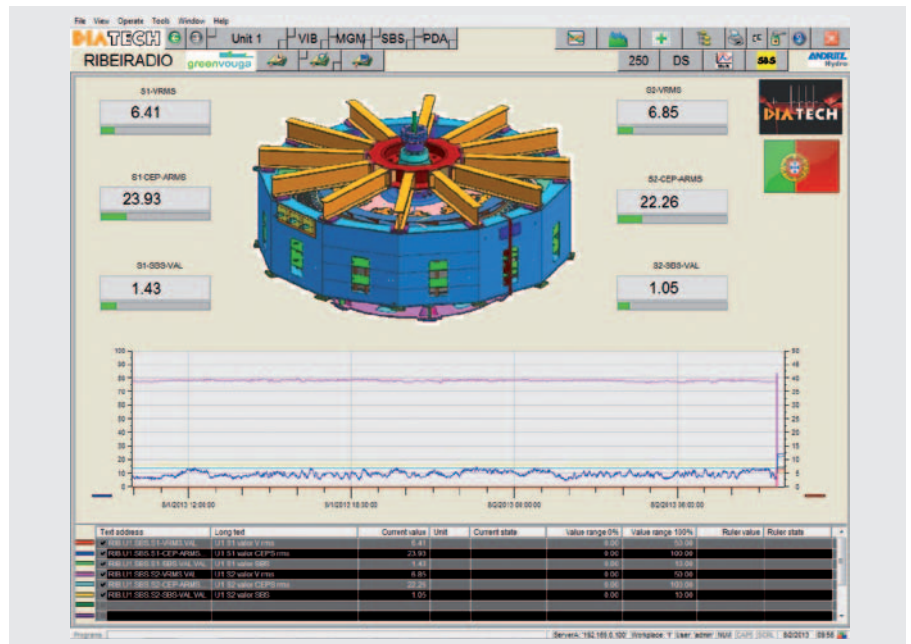 File View Operate Tools Window Help
DIATECH Unit 1 VIB MGM SBS PDA
RIBEIRADIO greenvouga 250 DS SBS ANDRITZ Hydro
S1-VRMS
6.41
S2-VRMS
6.85
DIATECH
S1-CEP-ARMS
23.93
S2-CEP-ARMS
22.26
S1-SBS-VAL
1.43
S2-SBS-VAL
1.05
100 50
90 45
80 40
70 35
60 30
50 25
40 20
30 15
20 10
10 5
0 0
8/1/2013 12:00:00 8/2/2013 00:00:00 8/2/2013 06:00:00
Text address Long text Current value Unit Current state Value range 0% Value range 100% Ruler value Ruler state
RIB.U1.SBS.S1-VRMS.VAL U1 S1 valor V rms 6.41 0.00 50.00
RIB.U1.SBS.S1-CEP-ARMS... U1 S1 valor CEPS rms 23.93 0.00 100.00
RIB.U1.SBS.S1-SBS-VAL.VAL U1 S1 valor SBS 1.43 0.00 10.00
RIB.U1.SBS.S2-VRMS.VAL U1 S2 valor V rms 6.85 0.00 50.00
RIB.U1.SBS.S2-CEP-ARMS... U1 S2 valor CEPS rms 22.26 0.00 100.00
RIB.U1.SBS.S2-SBS-VAL.VAL U1 S2 valor SBS 1.05 0.00 10.00
Programs ServerA: '192.168.0.100' Workplace '1' User 'admin' NUM CAPS SCRL 8/2/2013 09:56